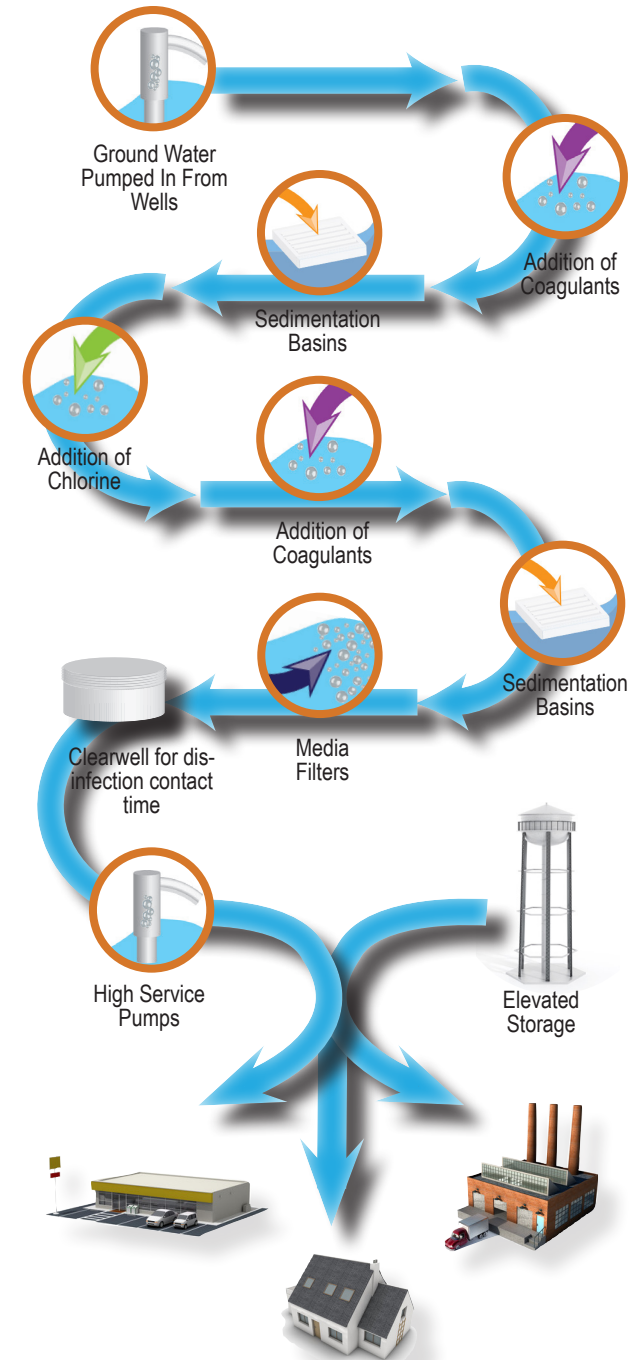 Ground Water
Pumped In From
Wells
Addition of
Coagulants
Sedimentation
Basins
Addition of
Chlorine
Addition of
Coagulants
Sedimentation
Basins
Media
Filters
Clearwell for dis-
infection contact
time
High Service
Pumps
Elevated
Storage